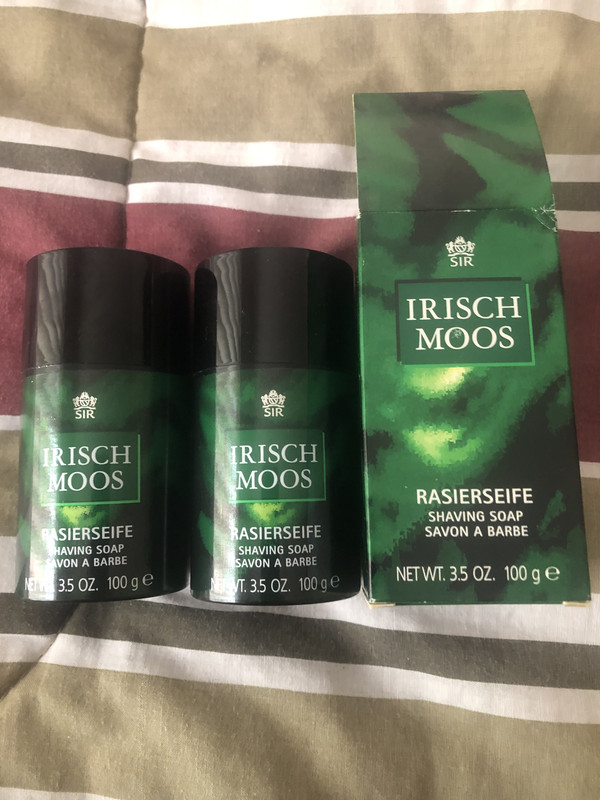 SIR
IRISCH
MOOS
RASIERSEIFE
SHAVING SOAP
SAVON A BARBE
NET WT. 3.5 OZ. 100 g e
SIR
IRISCH
MOOS
RASIERSEIFE
SHAVING SOAP
SAVON A BARBE
NET WT. 3.5 OZ. 100 g e
SIR
IRISCH
MOOS
RASIERSEIFE
SHAVING SOAP
SAVON A BARBE
NET WT. 3.5 OZ. 100 g e